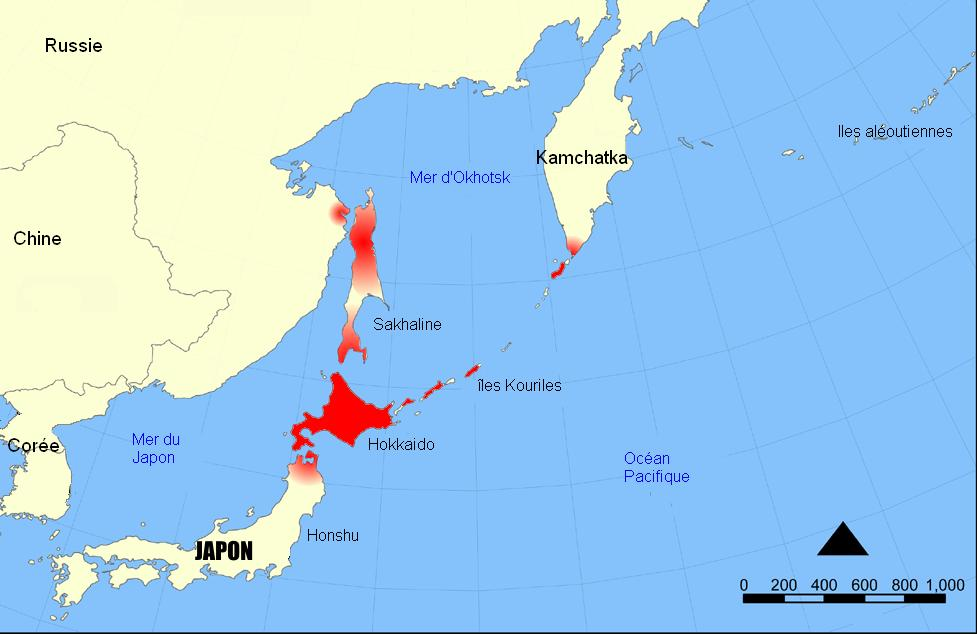 Russie
Iles aléoutiennes
Kamchatka
Mer d'Okhotsk
Chine
Sakhaline
îles Kouriles
Hokkaido
Corée
Mer du
Japon
Océan
Pacifique
Honshu
JAPON
0 200 400 600 800 1,000